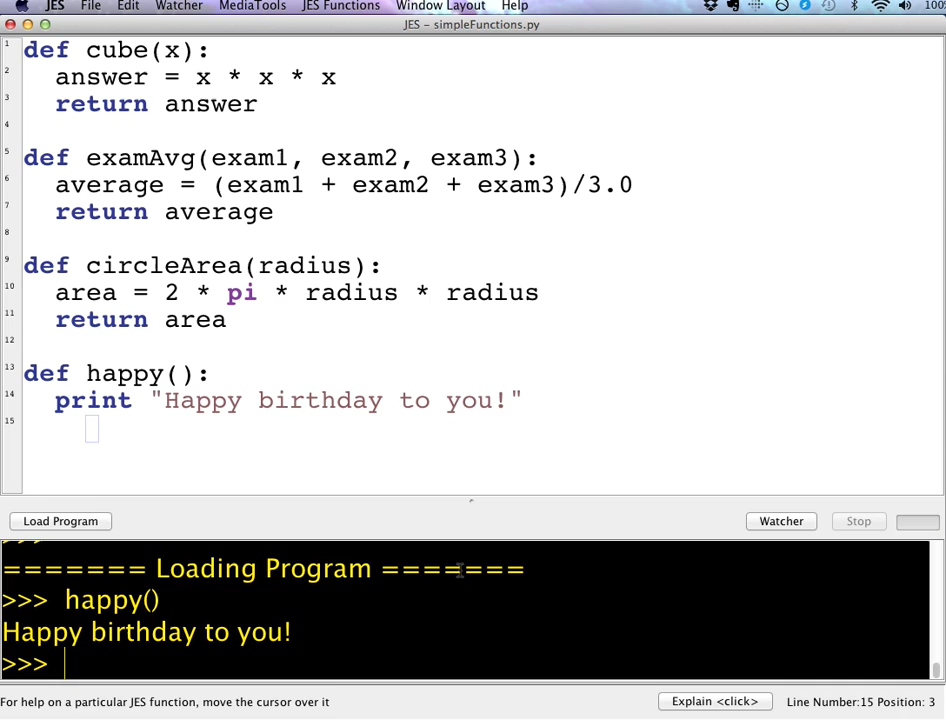 JES File Edit Watcher MediaTools JES Functions Window Layout Help
JES - simpleFunctions.py
1 def cube(x):
2 answer = x * x * x
3 return answer
4
5 def examAvg(exam1, exam2, exam3):
6 average = (exam1 + exam2 + exam3)/3.0
7 return average
8
9 def circleArea(radius):
10 area = 2 * pi * radius * radius
11 return area
12
13 def happy():
14 print "Happy birthday to you!"
15
Load Program Watcher Stop
======= Loading Program =======
>>> happy()
Happy birthday to you!
>>>
For help on a particular JES function, move the cursor over it Explain <click> Line Number:15 Position: 3